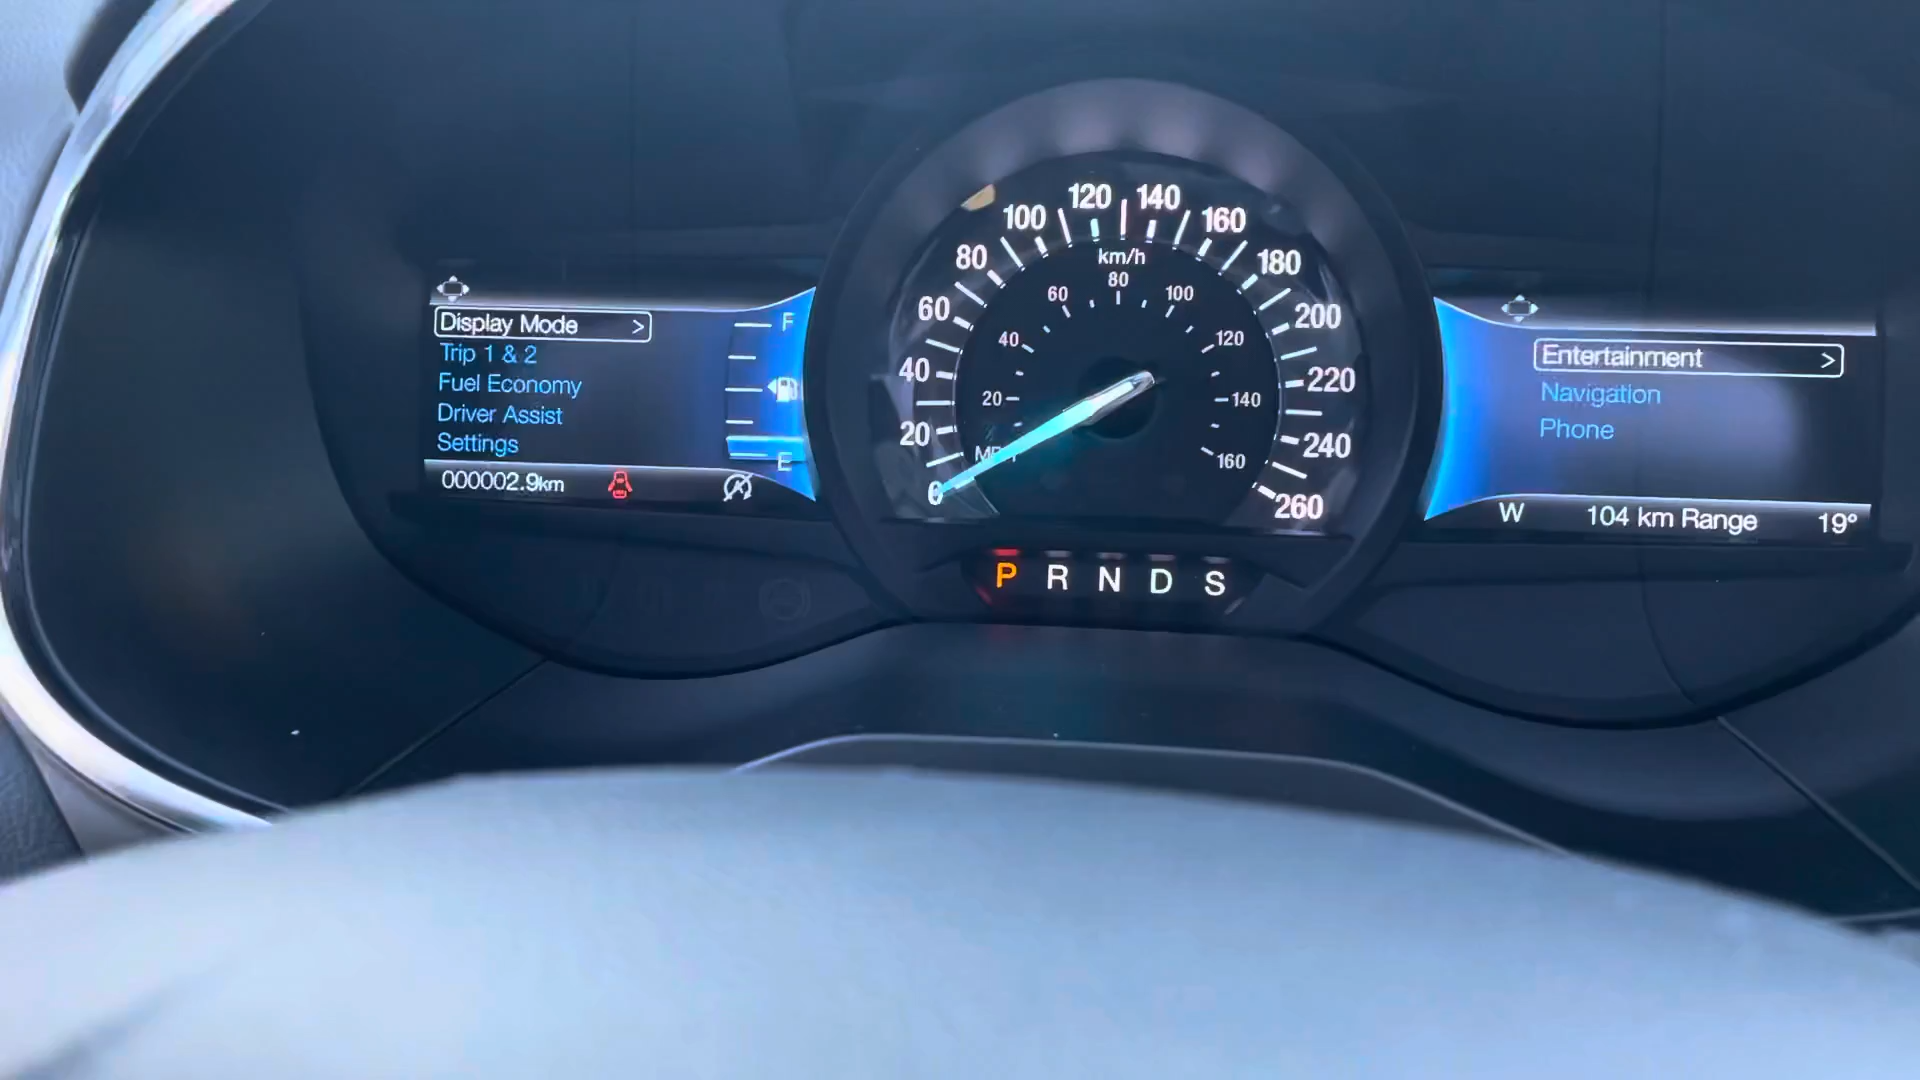 Display Mode >
Trip 1 & 2
Fuel Economy
Driver Assist
Settings
000002.9km
F
E
0
20
40
60
80
100
120
140
160
180
200
220
240
260
km/h
20
40
60
80
100
120
140
160
P R N D S
Entertainment >
Navigation
Phone
W 104 km Range 19°